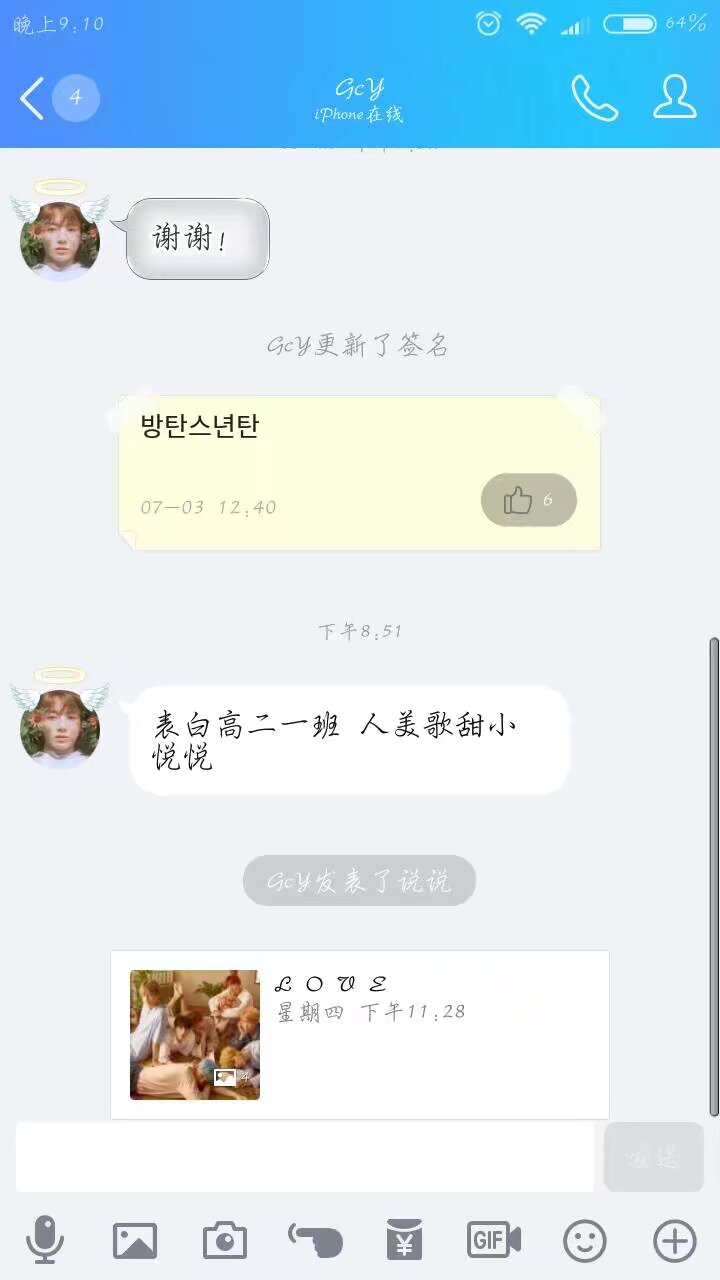 晚上9:10
64%
4
GcY
iPhone在线
谢谢!
GcY更新了签名
방탄스년탄
07-03 12:40
6
下午8:51
表白高二一班 人美歌甜小
悦悦
GcY发表了说说
L O V E
星期四 下午11:28
4
发送
¥
GIF